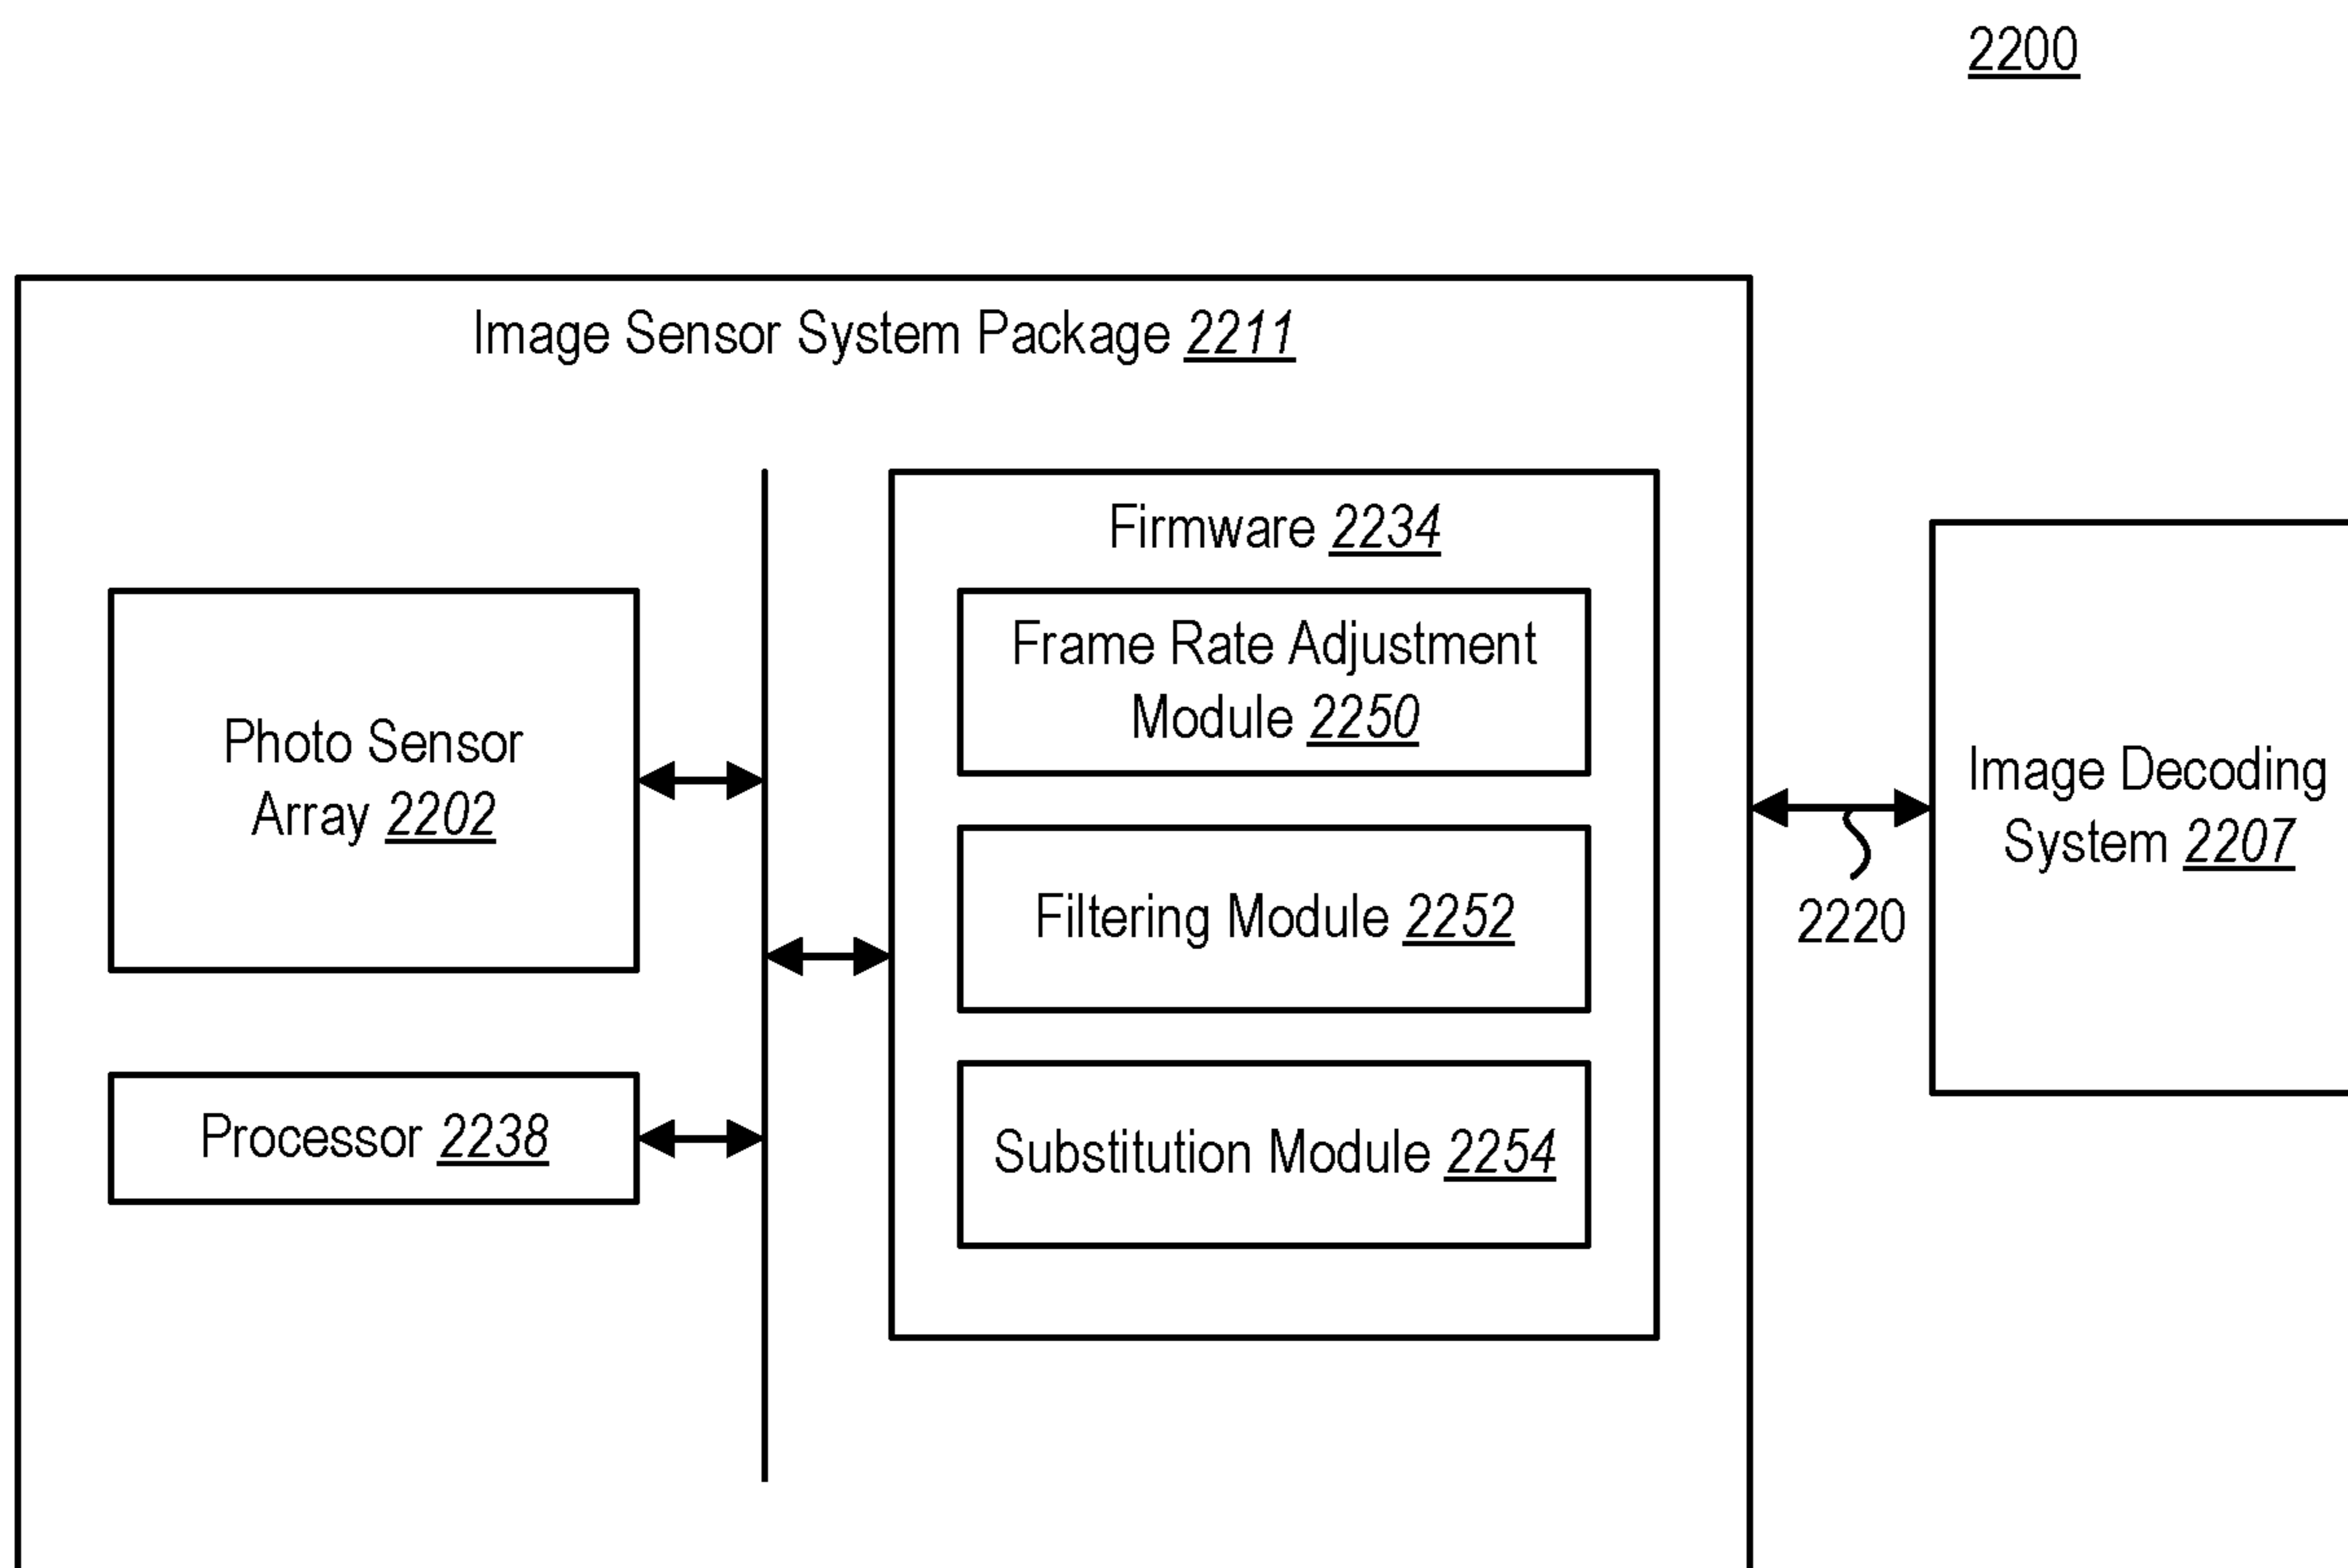 2200
Image Sensor System Package 2211
Firmware 2234
Frame Rate Adjustment
Module 2250
Photo Sensor
Array 2202
Filtering Module 2252
Processor 2238
Substitution Module 2254
Image Decoding
System 2207
2220